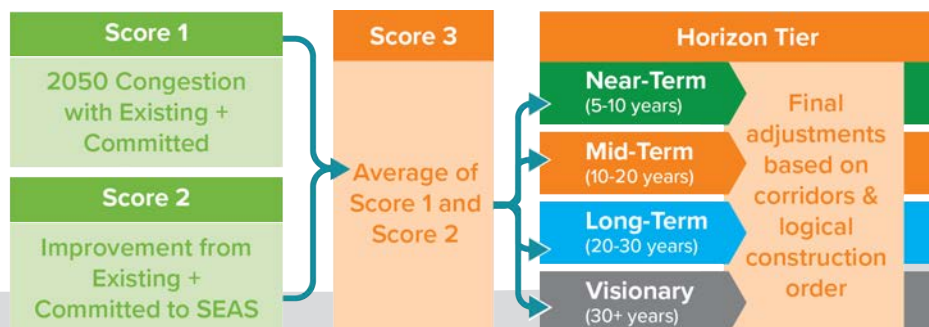 Score 1
2050 Congestion
with Existing +
Committed
Score 2
Improvement from
Existing +
Committed to SEAS
Score 3
Average of
Score 1 and
Score 2
Horizon Tier
Near-Term
(5-10 years)
Mid-Term
(10-20 years)
Long-Term
(20-30 years)
Visionary
(30+ years)
Final
adjustments
based on
corridors &
logical
construction
order